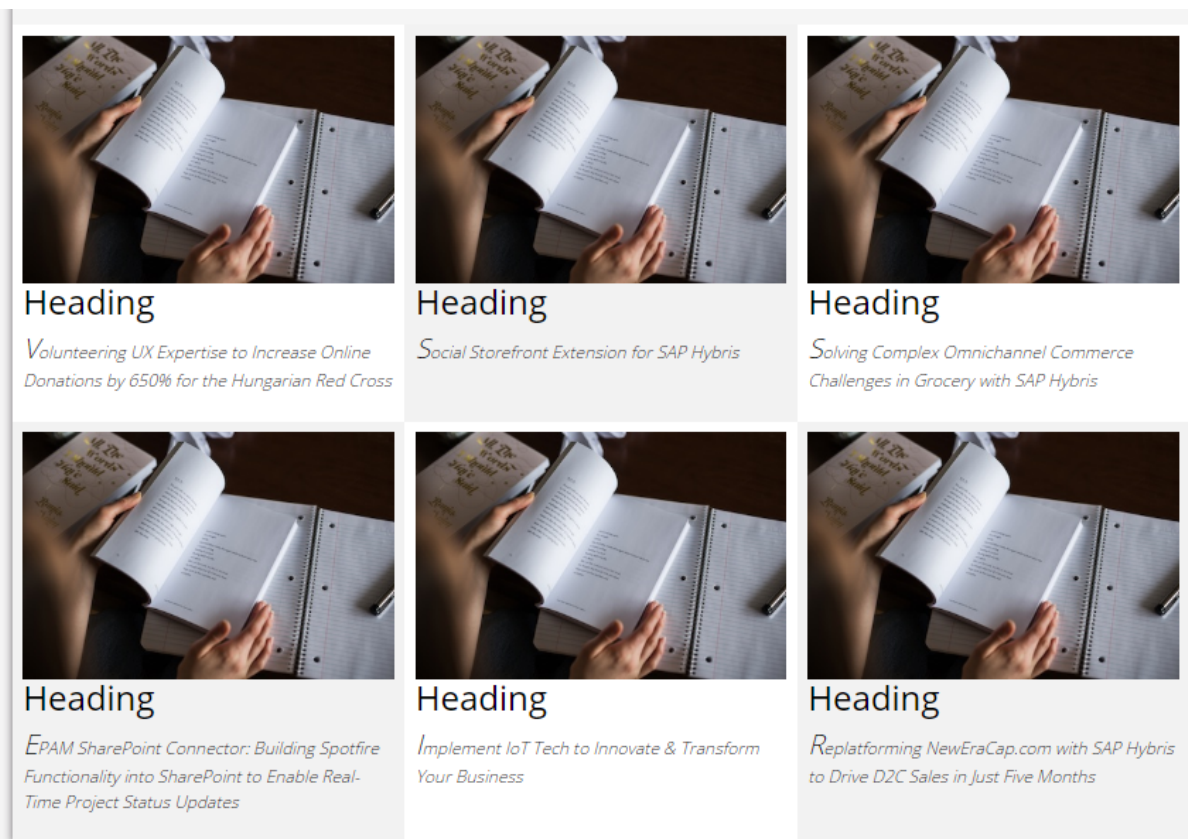 Heading
Volunteering UX Expertise to Increase Online
Donations by 650% for the Hungarian Red Cross
Heading
Social Storefront Extension for SAP Hybris
Heading
Solving Complex Omnichannel Commerce
Challenges in Grocery with SAP Hybris
Heading
EPAM SharePoint Connector: Building Spotfire
Functionality into SharePoint to Enable Real-
Time Project Status Updates
Heading
Implement IoT Tech to Innovate & Transform
Your Business
Heading
Replatforming NewEraCap.com with SAP Hybris
to Drive D2C Sales in Just Five Months